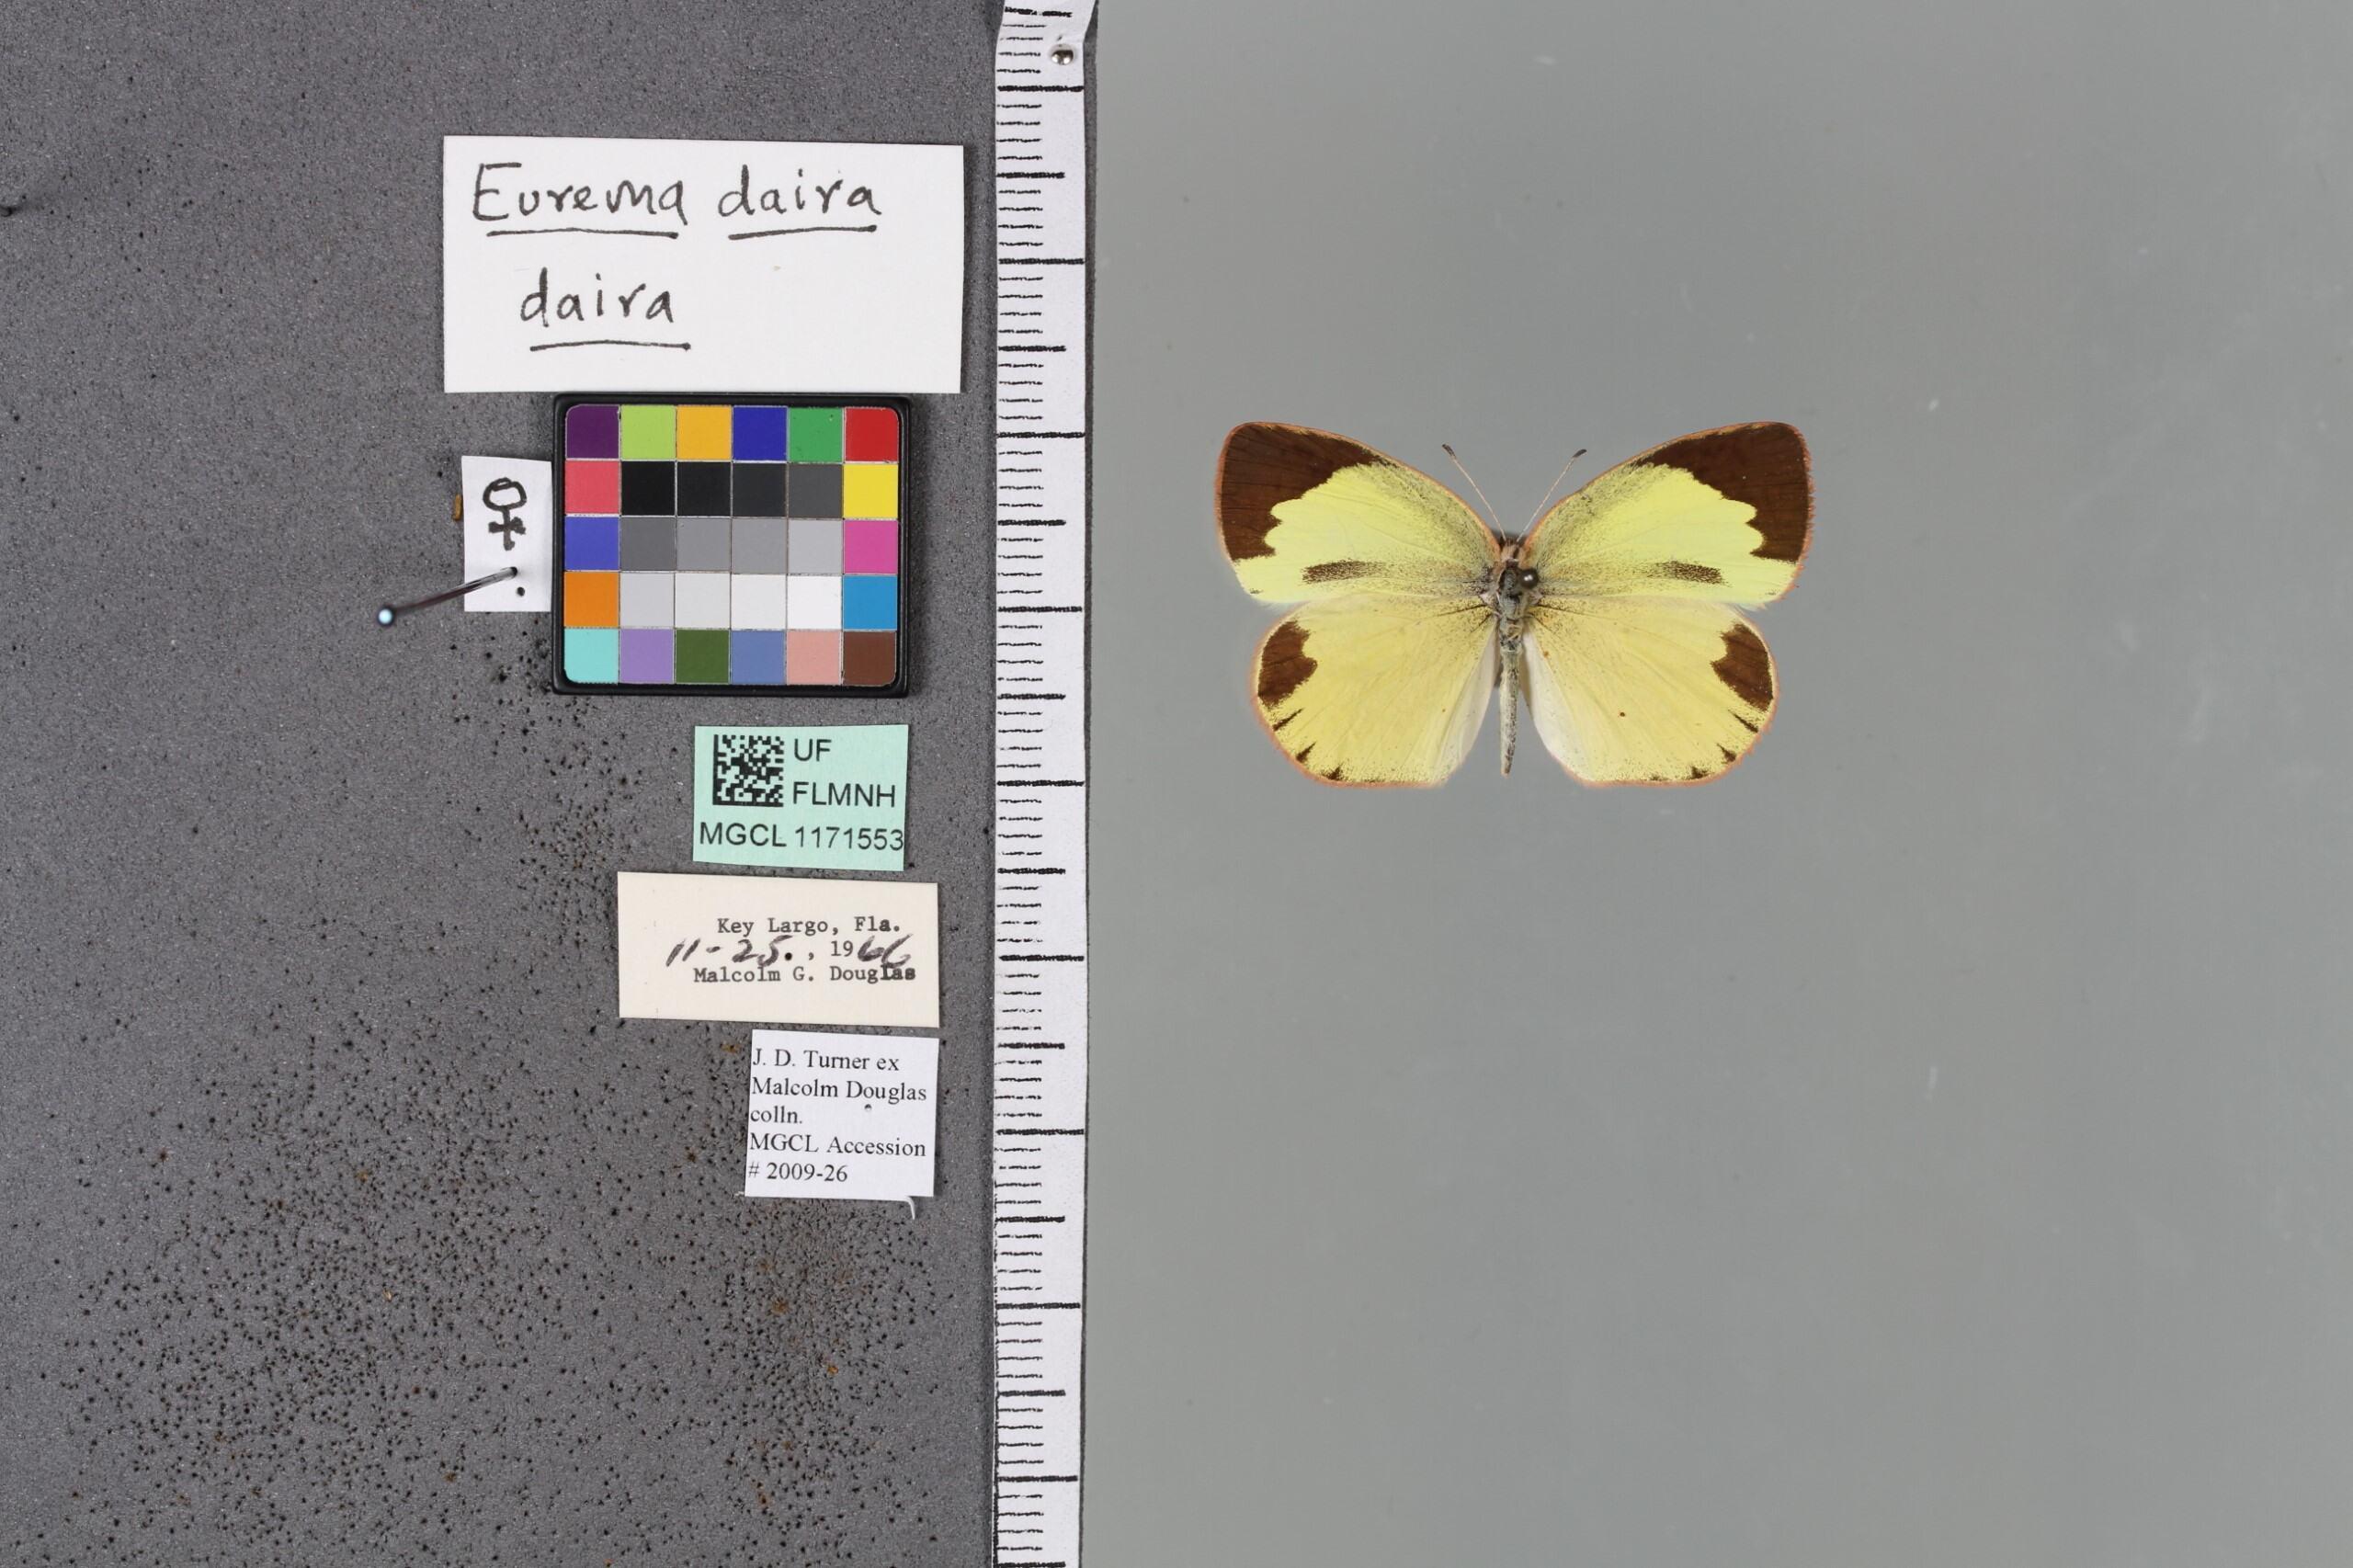 Eurema daira
daira
♀
UF
FLMNH
MGCL 1171553
Key Largo, Fla.
11-25., 1966
Malcolm G. Douglas
J. D. Turner ex
Malcolm Douglas
colln.
MGCL Accession
# 2009-26